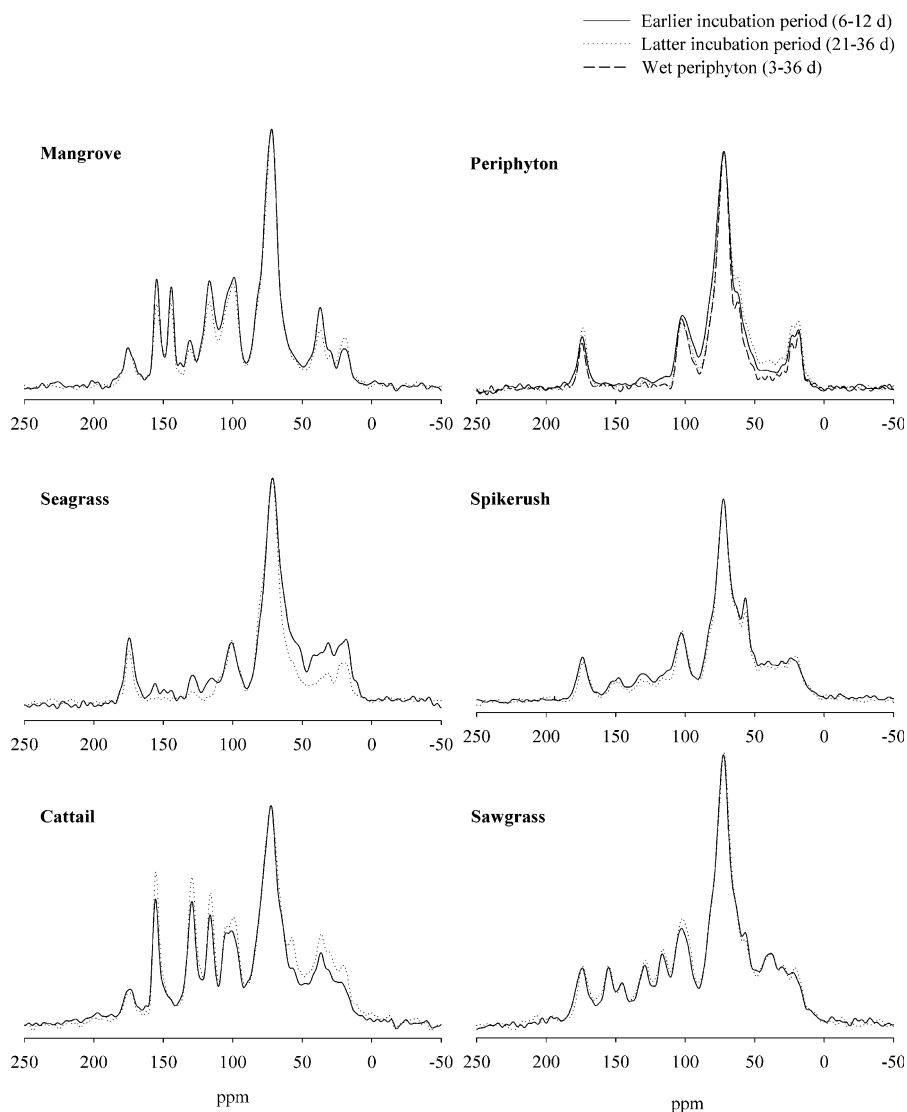 Earlier incubation period (6-12 d)
Latter incubation period (21-36 d)
Wet periphyton (3-36 d)
Mangrove
250 200 150 100 50 0 -50
Periphyton
250 200 150 100 50 0 -50
Seagrass
250 200 150 100 50 0 -50
Spikerush
250 200 150 100 50 0 -50
Cattail
250 200 150 100 50 0 -50
ppm
Sawgrass
250 200 150 100 50 0 -50
ppm